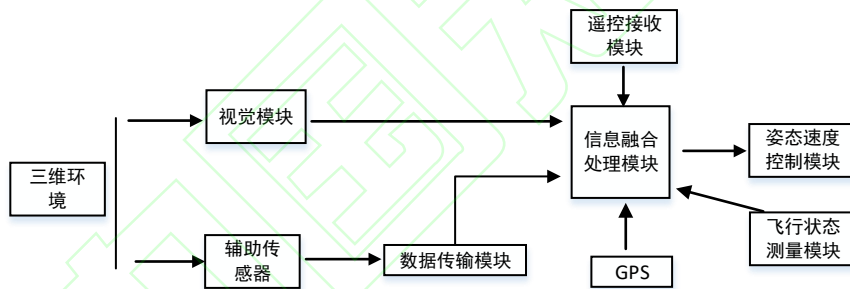 遥控接收
模块
视觉模块
信息融合
处理模块
姿态速度
控制模块
三维环
境
辅助传
感器
数据传输模块
GPS
飞行状态
测量模块